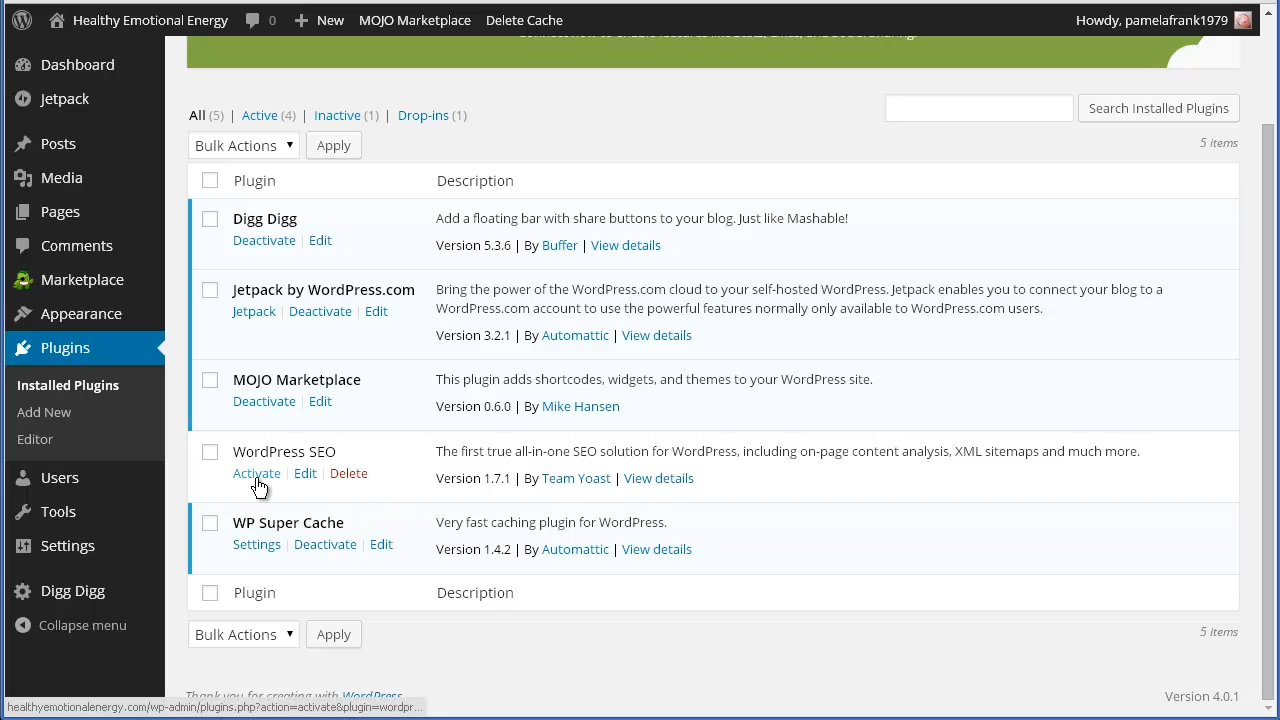 Healthy Emotional Energy 0 New MOJO Marketplace Delete Cache Howdy, pamelafrank1979
Dashboard
Jetpack
Posts
Media
Pages
Comments
Marketplace
Appearance
Plugins
Installed Plugins
Add New
Editor
Users
Tools
Settings
Digg Digg
Collapse menu
All (5) | Active (4) | Inactive (1) | Drop-ins (1)
Search Installed Plugins
Bulk Actions Apply
5 items
Plugin Description
Digg Digg
Deactivate | Edit
Add a floating bar with share buttons to your blog. Just like Mashable!
Version 5.3.6 | By Buffer | View details
Jetpack by WordPress.com
Jetpack | Deactivate | Edit
Bring the power of the WordPress.com cloud to your self-hosted WordPress. Jetpack enables you to connect your blog to a
WordPress.com account to use the powerful features normally only available to WordPress.com users.
Version 3.2.1 | By Automattic | View details
MOJO Marketplace
Deactivate | Edit
This plugin adds shortcodes, widgets, and themes to your WordPress site.
Version 0.6.0 | By Mike Hansen
WordPress SEO
Activate | Edit | Delete
The first true all-in-one SEO solution for WordPress, including on-page content analysis, XML sitemaps and much more.
Version 1.7.1 | By Team Yoast | View details
WP Super Cache
Settings | Deactivate | Edit
Very fast caching plugin for WordPress.
Version 1.4.2 | By Automattic | View details
Plugin Description
Bulk Actions Apply
5 items
Thank you for creating with WordPress
Version 4.0.1
healthyemotionalenergy.com/wp-admin/plugins.php?action=activate&plugin=wordpr...